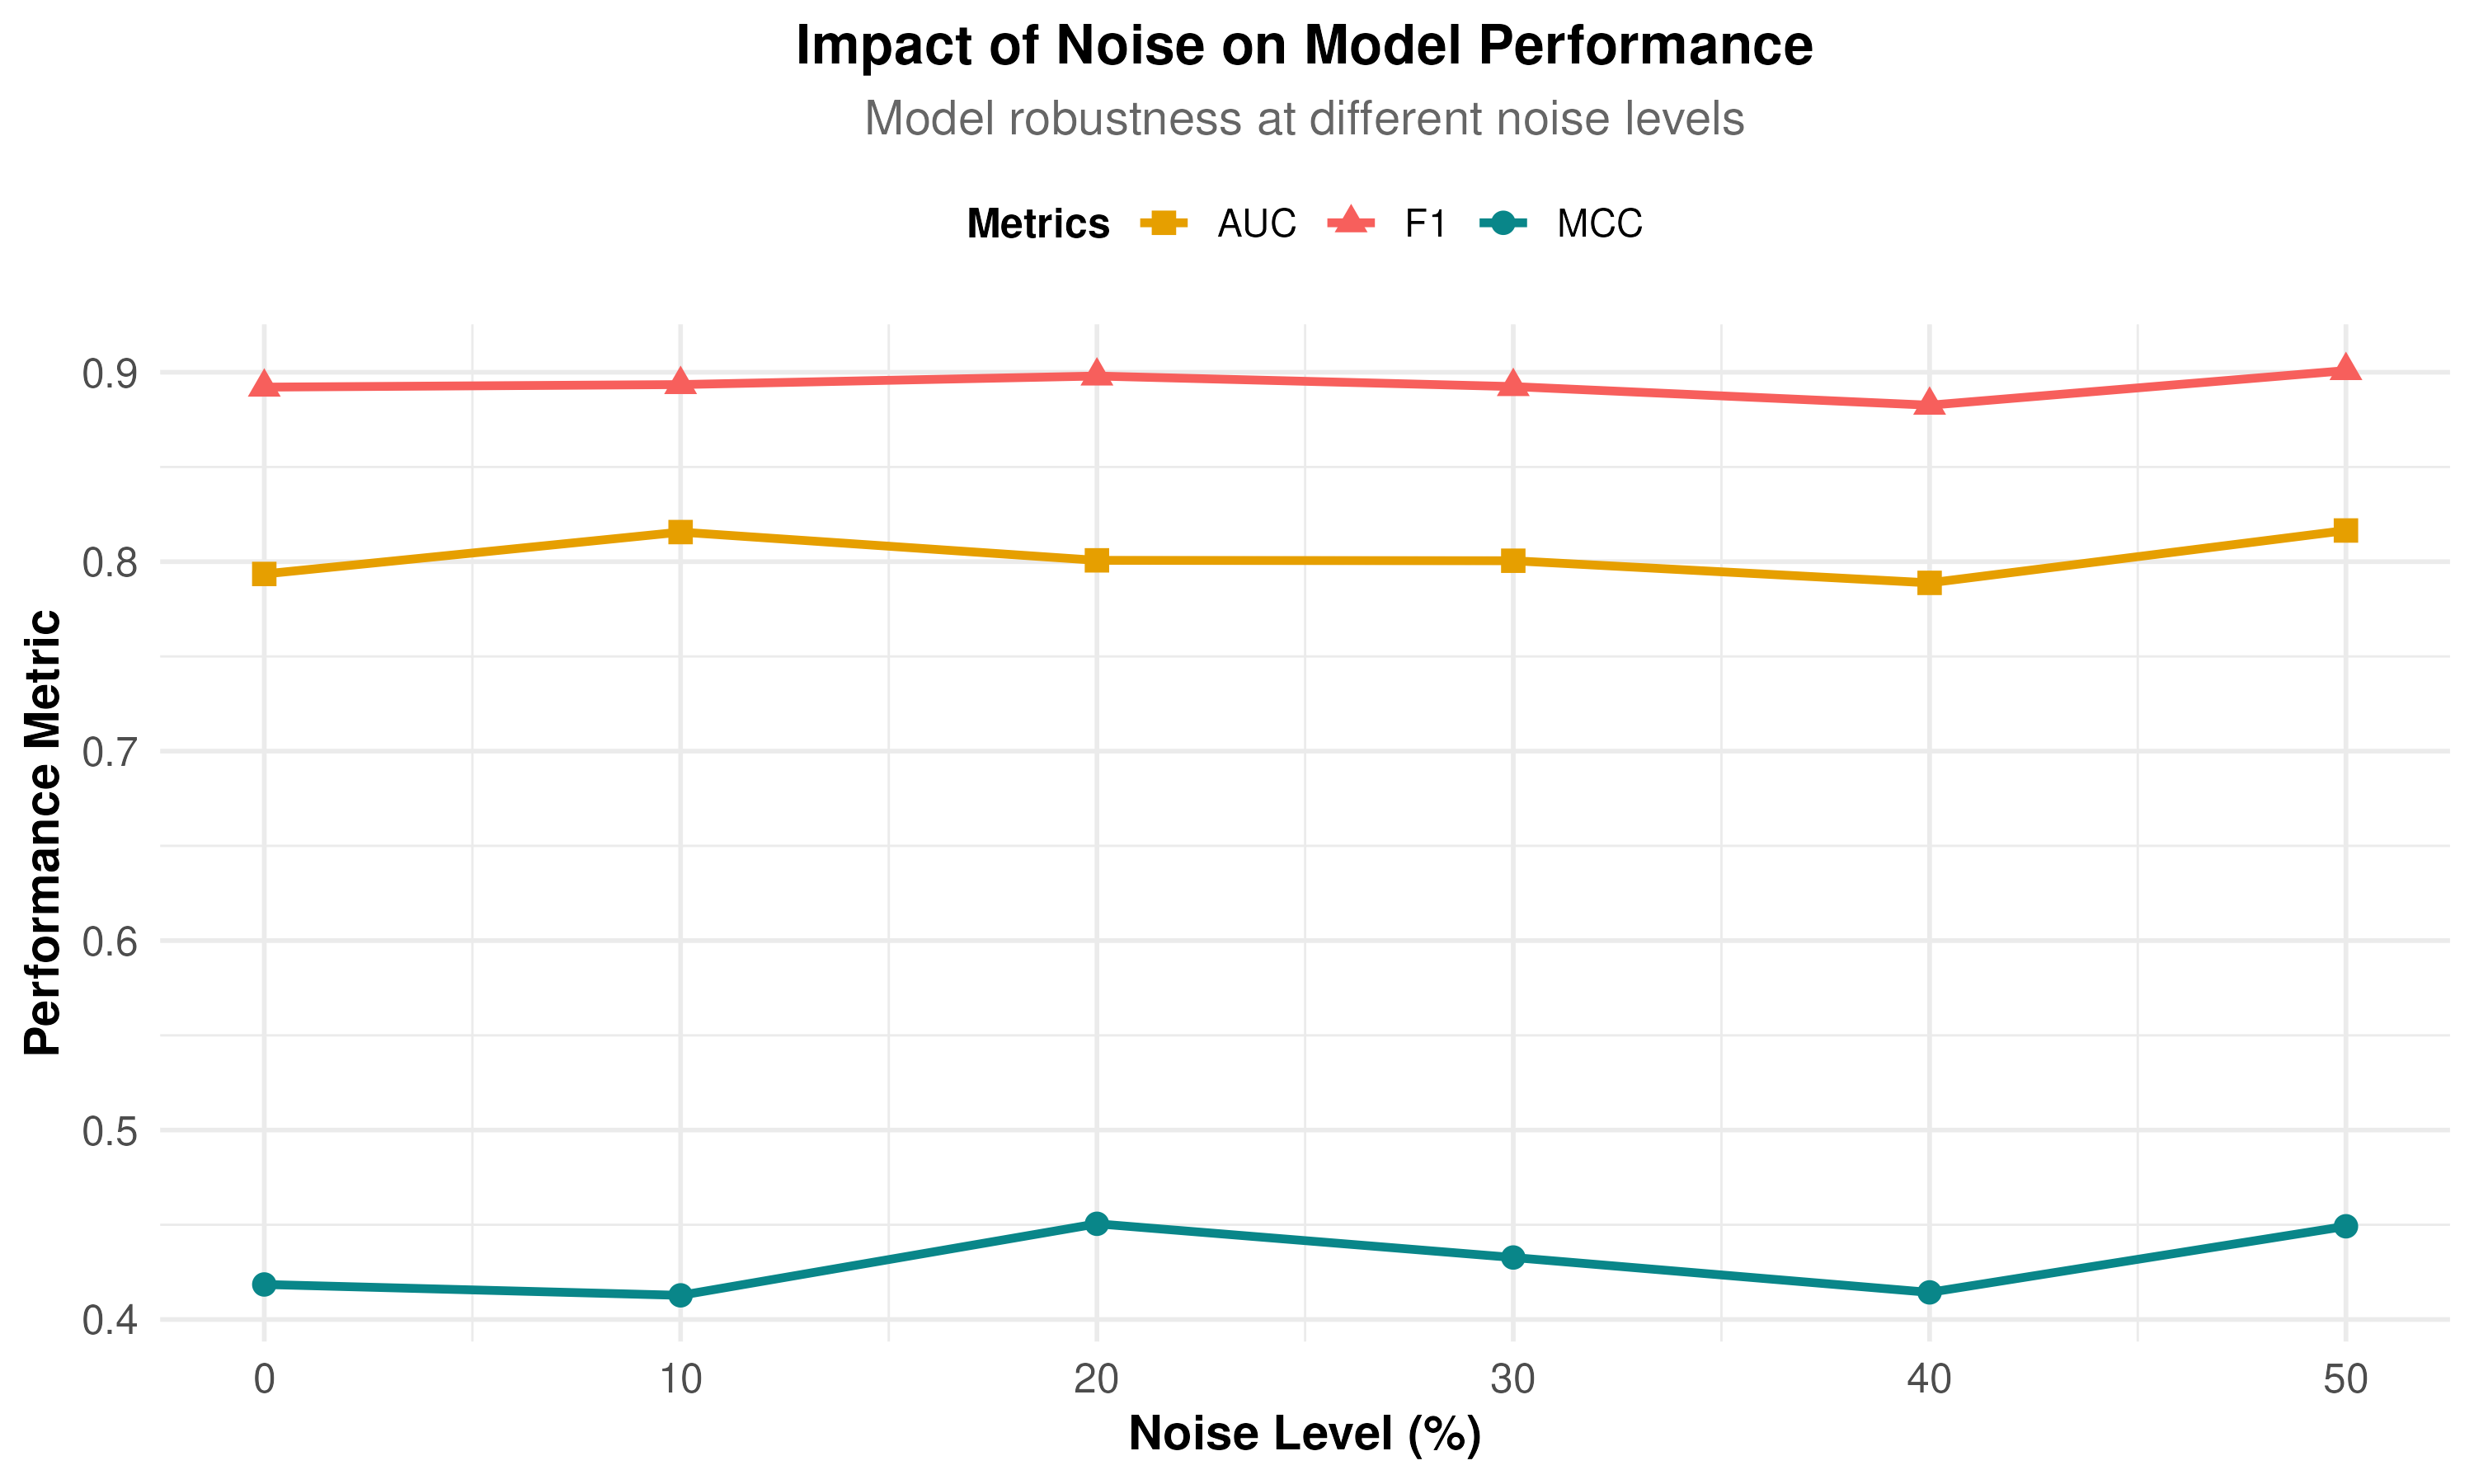 Impact of Noise on Model Performance
Model robustness at different noise levels
Metrics AUC F1 MCC
Performance Metric
0.9
0.8
0.7
0.6
0.5
0.4
0 10 20 30 40 50
Noise Level (%)